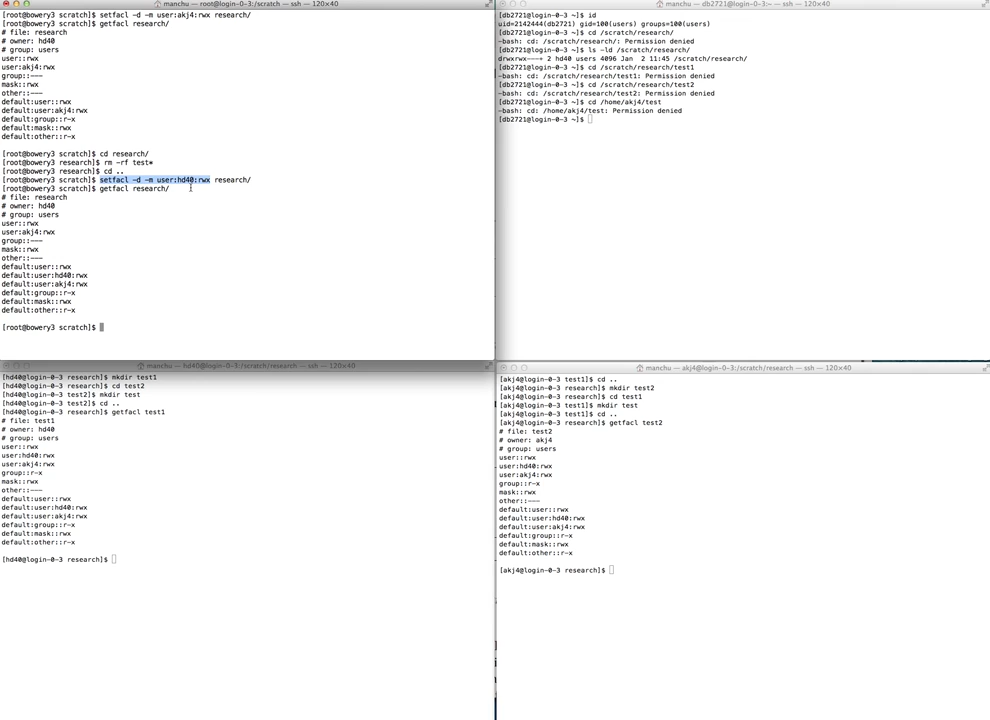 manchu — root@bowery3:/scratch — ssh — 120×40
[root@bowery3 scratch]$ setfacl -d -m user:akj4:rwx research/
[root@bowery3 scratch]$ getfacl research/
# file: research
# owner: hd40
# group: users
user::rwx
user:akj4:rwx
group::---
mask::rwx
other::---
default:user::rwx
default:user:akj4:rwx
default:group::r-x
default:mask::rwx
default:other::r-x
[root@bowery3 scratch]$ cd research/
[root@bowery3 research]$ rm -rf test*
[root@bowery3 research]$ cd ..
[root@bowery3 scratch]$ setfacl -d -m user:hd40:rwx research/
[root@bowery3 scratch]$ getfacl research/
# file: research
# owner: hd40
# group: users
user::rwx
user:akj4:rwx
group::---
mask::rwx
other::---
default:user::rwx
default:user:hd40:rwx
default:user:akj4:rwx
default:group::r-x
default:mask::rwx
default:other::r-x
[root@bowery3 scratch]$
manchu — db2721@login-0-3:~ — ssh — 120×40
[db2721@login-0-3 ~]$ id
uid=2142444(db2721) gid=100(users) groups=100(users)
[db2721@login-0-3 ~]$ cd /scratch/research/
-bash: cd: /scratch/research/: Permission denied
[db2721@login-0-3 ~]$ ls -ld /scratch/research/
drwxrwx---+ 2 hd40 users 4096 Jan  2 11:45 /scratch/research/
[db2721@login-0-3 ~]$ cd /scratch/research/test1
-bash: cd: /scratch/research/test1: Permission denied
[db2721@login-0-3 ~]$ cd /scratch/research/test2
-bash: cd: /scratch/research/test2: Permission denied
[db2721@login-0-3 ~]$ cd /home/akj4/test
-bash: cd: /home/akj4/test: Permission denied
[db2721@login-0-3 ~]$
manchu — hd40@login-0-3:/scratch/research — ssh — 120×40
[hd40@login-0-3 research]$ mkdir test1
[hd40@login-0-3 research]$ cd test2
[hd40@login-0-3 test2]$ mkdir test
[hd40@login-0-3 test2]$ cd ..
[hd40@login-0-3 research]$ getfacl test1
# file: test1
# owner: hd40
# group: users
user::rwx
user:hd40:rwx
user:akj4:rwx
group::r-x
mask::rwx
other::---
default:user::rwx
default:user:hd40:rwx
default:user:akj4:rwx
default:group::r-x
default:mask::rwx
default:other::r-x
[hd40@login-0-3 research]$
manchu — akj4@login-0-3:/scratch/research — ssh — 120×40
[akj4@login-0-3 test1]$ cd ..
[akj4@login-0-3 research]$ mkdir test2
[akj4@login-0-3 research]$ cd test1
[akj4@login-0-3 test1]$ mkdir test
[akj4@login-0-3 test1]$ cd ..
[akj4@login-0-3 research]$ getfacl test2
# file: test2
# owner: akj4
# group: users
user::rwx
user:hd40:rwx
user:akj4:rwx
group::r-x
mask::rwx
other::---
default:user::rwx
default:user:hd40:rwx
default:user:akj4:rwx
default:group::r-x
default:mask::rwx
default:other::r-x
[akj4@login-0-3 research]$